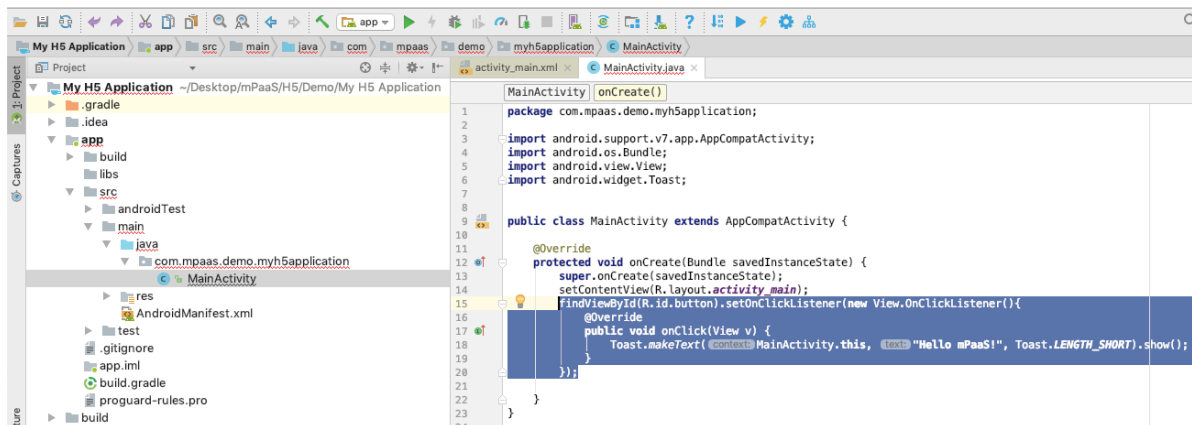 app
My H5 Application app src main java com mpaas demo myh5application MainActivity
1: Project
Captures
Project
My H5 Application ~/Desktop/mPaaS/H5/Demo/My H5 Application
.gradle
.idea
app
build
libs
src
androidTest
main
java
com.mpaas.demo.myh5application
MainActivity
res
AndroidManifest.xml
test
.gitignore
app.iml
build.gradle
proguard-rules.pro
build
activity_main.xml MainActivity.java
MainActivity onCreate()
1 package com.mpaas.demo.myh5application;
2
3 import android.support.v7.app.AppCompatActivity;
4 import android.os.Bundle;
5 import android.view.View;
6 import android.widget.Toast;
7
8
9 public class MainActivity extends AppCompatActivity {
10
11 @Override
12 protected void onCreate(Bundle savedInstanceState) {
13 super.onCreate(savedInstanceState);
14 setContentView(R.layout.activity_main);
15 findViewById(R.id.button).setOnClickListener(new View.OnClickListener(){
16 @Override
17 public void onClick(View v) {
18 Toast.makeText( context: MainActivity.this, text: "Hello mPaaS!", Toast.LENGTH_SHORT).show();
19 }
20 });
21
22 }
23 }